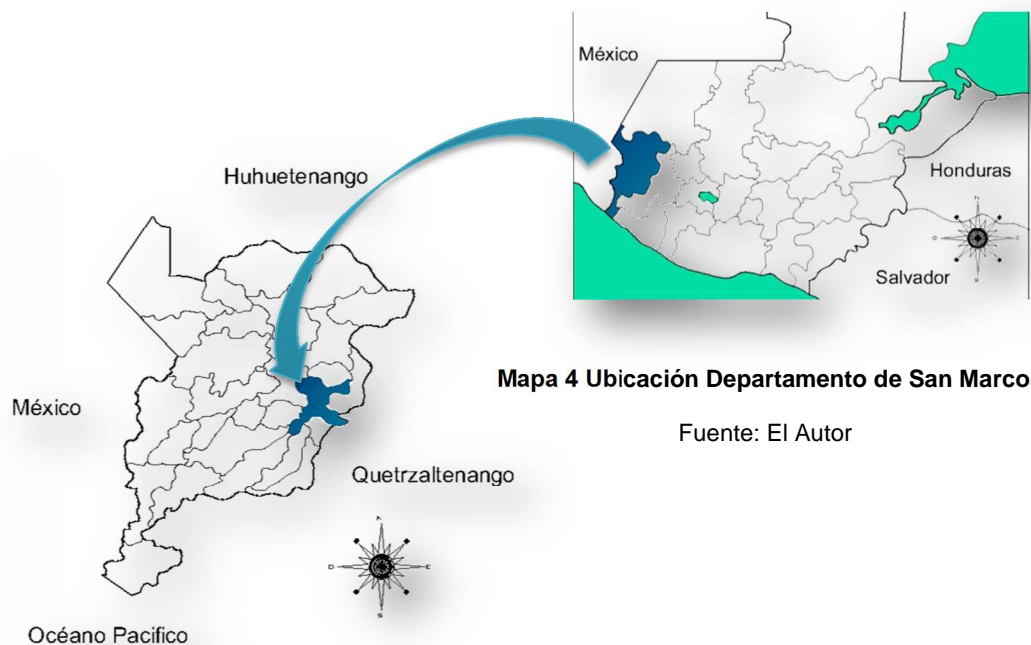 México
Honduras
Salvador
Huhuetenango
México
Quetrzaltenango
Océano Pacifico
Mapa 4 Ubicación Departamento de San Marco
Fuente: El Autor